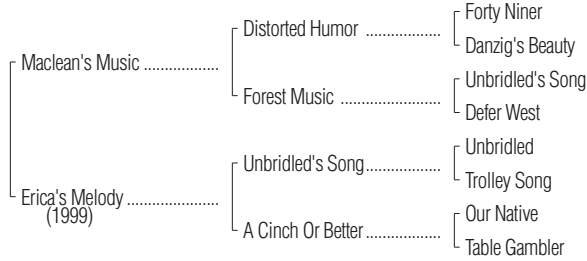 Forty Niner
Distorted Humor ..................
Danzig's Beauty
Maclean's Music ..................
Unbridled's Song
Forest Music ........................
Defer West
Unbridled
Unbridled's Song..................
Trolley Song
Erica's Melody ......................
(1999)
Our Native
A Cinch Or Better..................
Table Gambler